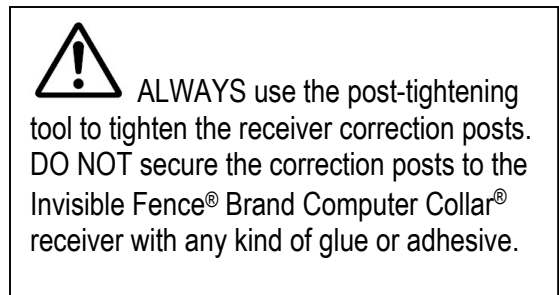 ALWAYS use the post-tightening
tool to tighten the receiver correction posts.
DO NOT secure the correction posts to the
Invisible Fence® Brand Computer Collar®
receiver with any kind of glue or adhesive.